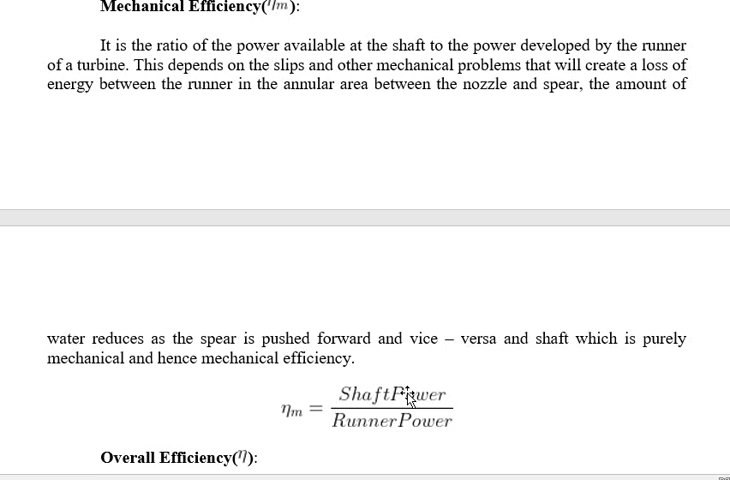 Mechanical Efficiency(ηm):
It is the ratio of the power available at the shaft to the power developed by the runner
of a turbine. This depends on the slips and other mechanical problems that will create a loss of
energy between the runner in the annular area between the nozzle and spear, the amount of
water reduces as the spear is pushed forward and vice – versa and shaft which is purely
mechanical and hence mechanical efficiency.
ηm = ShaftPower / RunnerPower
Overall Efficiency(η):